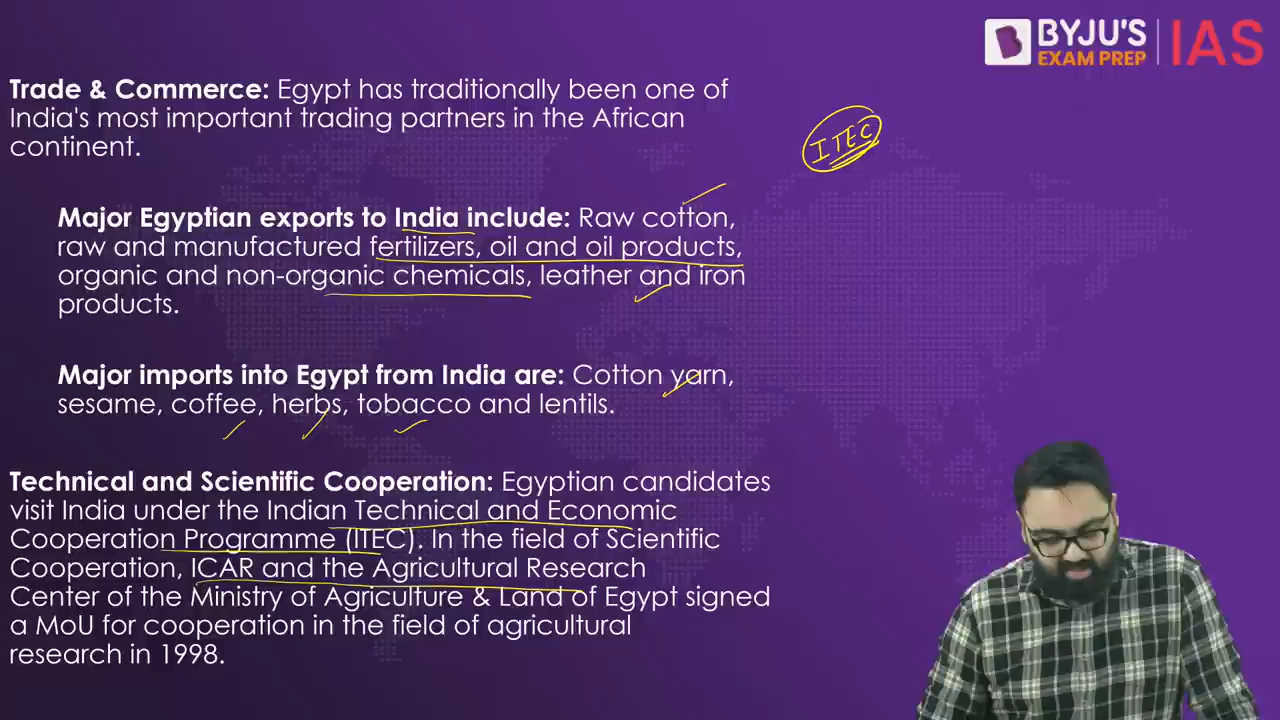 BYJU'S
EXAM PREP
IAS
Trade & Commerce: Egypt has traditionally been one of
India's most important trading partners in the African
continent.
ITEC
Major Egyptian exports to India include: Raw cotton,
raw and manufactured fertilizers, oil and oil products,
organic and non-organic chemicals, leather and iron
products.
Major imports into Egypt from India are: Cotton yarn,
sesame, coffee, herbs, tobacco and lentils.
Technical and Scientific Cooperation: Egyptian candidates
visit India under the Indian Technical and Economic
Cooperation Programme (ITEC). In the field of Scientific
Cooperation, ICAR and the Agricultural Research
Center of the Ministry of Agriculture & Land of Egypt signed
a MoU for cooperation in the field of agricultural
research in 1998.